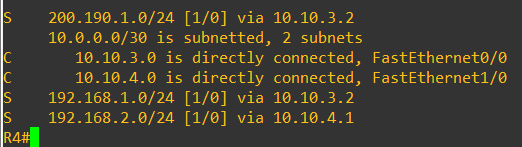 S    200.190.1.0/24 [1/0] via 10.10.3.2
     10.0.0.0/30 is subnetted, 2 subnets
C       10.10.3.0 is directly connected, FastEthernet0/0
C       10.10.4.0 is directly connected, FastEthernet1/0
S    192.168.1.0/24 [1/0] via 10.10.3.2
S    192.168.2.0/24 [1/0] via 10.10.4.1
R4#